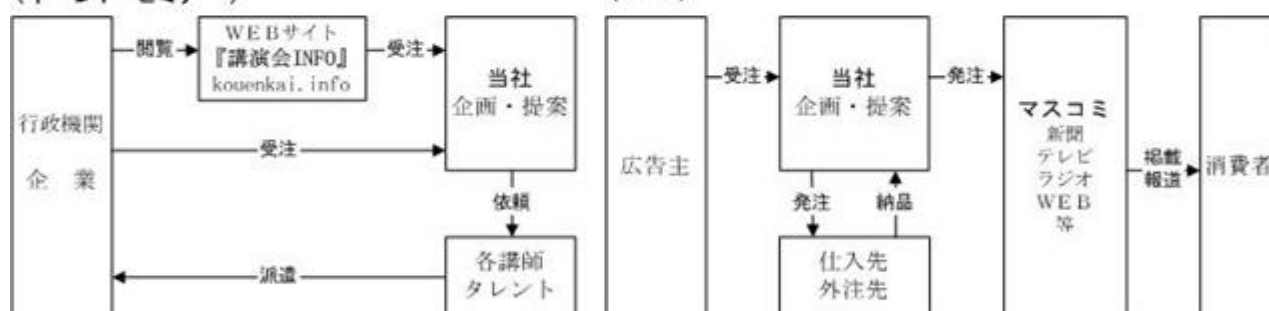 行政機関
企 業
閲覧
WEBサイト
『講演会INFO』
kouenkai.info
受注
当社
企画・提案
受注
依頼
各講師
タレント
派遣
広告主
受注
当社
企画・提案
発注
納品
仕入先
外注先
発注
マスコミ
新聞
テレビ
ラジオ
WEB
等
掲載
報道
消費者